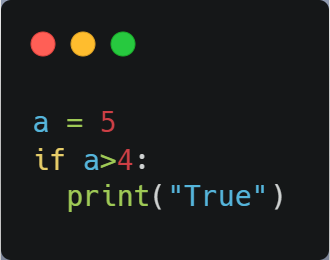 a = 5
if a>4:
  print("True")